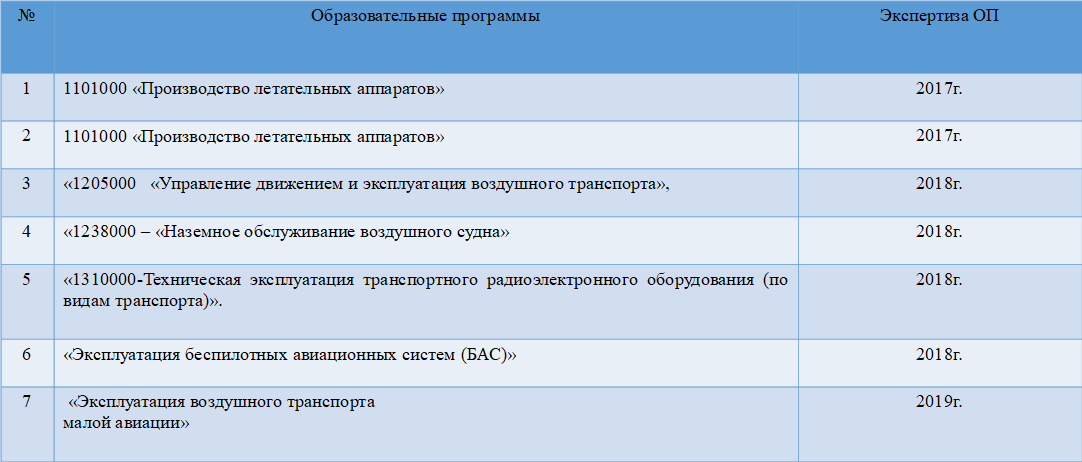 № Образовательные программы Экспертиза ОП
1 1101000 «Производство летательных аппаратов» 2017г.
2 1101000 «Производство летательных аппаратов» 2017г.
3 «1205000 «Управление движением и эксплуатация воздушного транспорта», 2018г.
4 «1238000 – «Наземное обслуживание воздушного судна» 2018г.
5 «1310000-Техническая эксплуатация транспортного радиоэлектронного оборудования (по 2018г.
видам транспорта)».
6 «Эксплуатация беспилотных авиационных систем (БАС)» 2018г.
7 «Эксплуатация воздушного транспорта 2019г.
малой авиации»